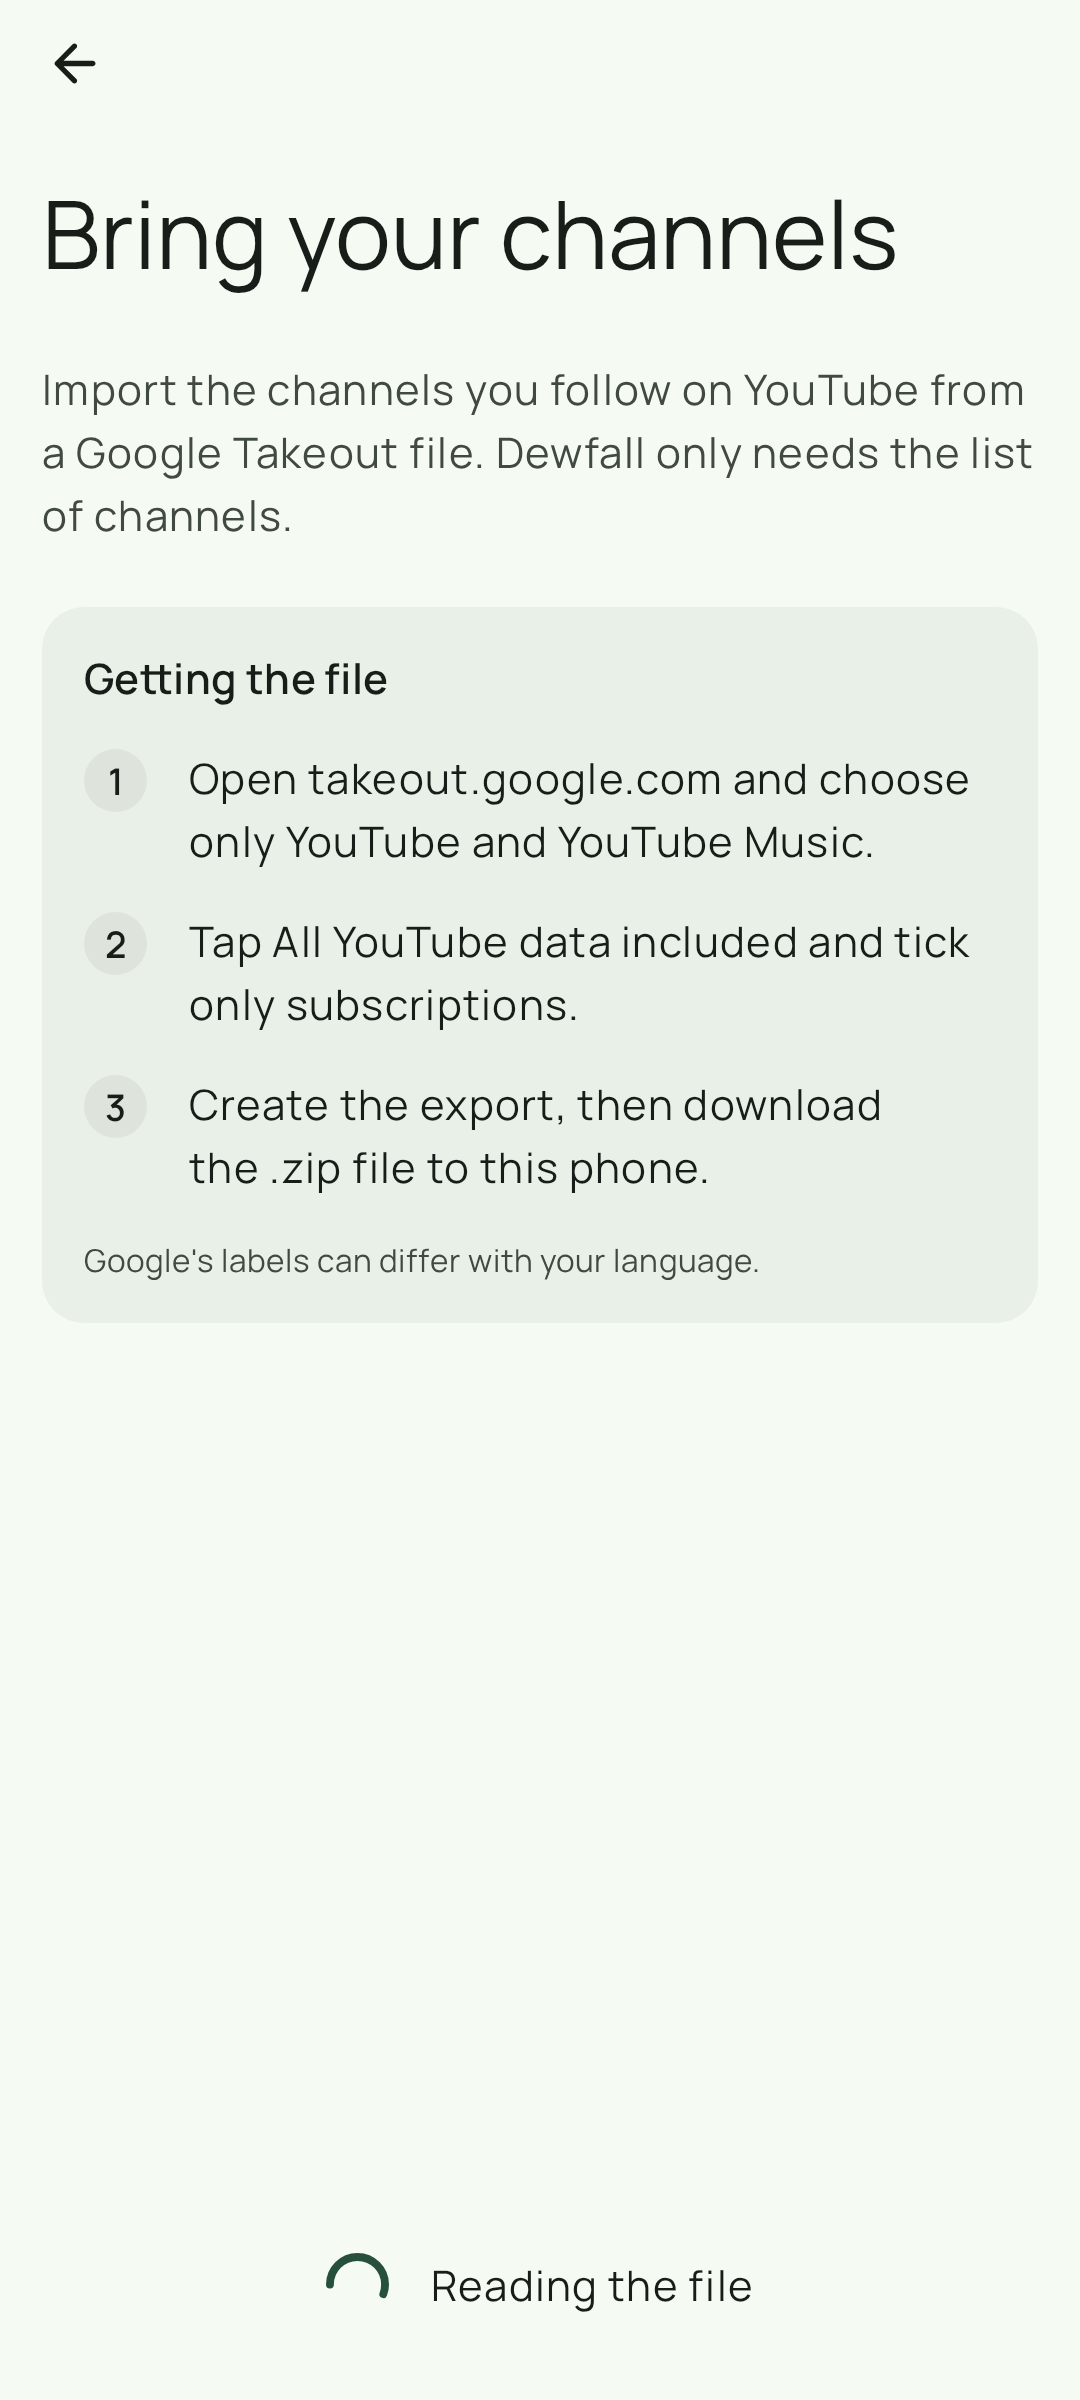 Bring your channels
Import the channels you follow on YouTube from
a Google Takeout file. Dewfall only needs the list
of channels.
Getting the file
1 Open takeout.google.com and choose
only YouTube and YouTube Music.
2 Tap All YouTube data included and tick
only subscriptions.
3 Create the export, then download
the .zip file to this phone.
Google's labels can differ with your language.
Reading the file